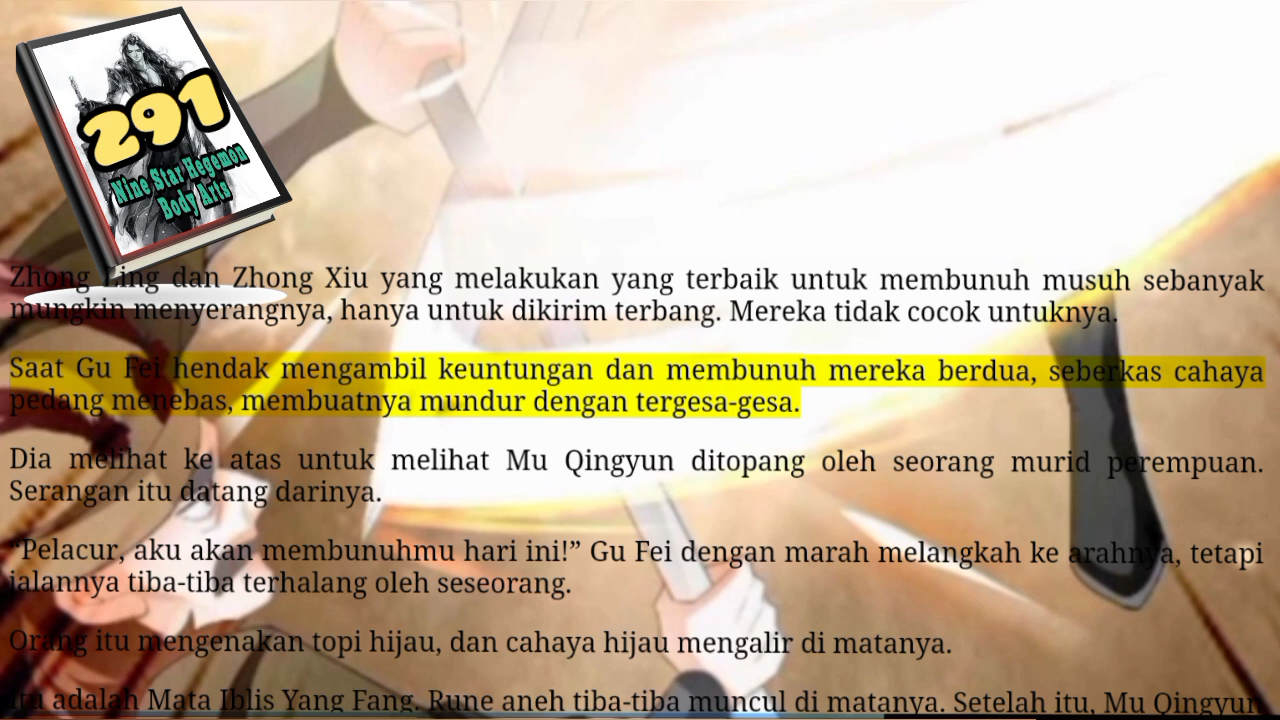 291
Nine Star Hegemon
Body Arts
Zhong Ling dan Zhong Xiu yang melakukan yang terbaik untuk membunuh musuh sebanyak
mungkin menyerangnya, hanya untuk dikirim terbang. Mereka tidak cocok untuknya.
Saat Gu Fei hendak mengambil keuntungan dan membunuh mereka berdua, seberkas cahaya
pedang menebas, membuatnya mundur dengan tergesa-gesa.
Dia melihat ke atas untuk melihat Mu Qingyun ditopang oleh seorang murid perempuan.
Serangan itu datang darinya.
“Pelacur, aku akan membunuhmu hari ini!” Gu Fei dengan marah melangkah ke arahnya, tetapi
jalannya tiba-tiba terhalang oleh seseorang.
Orang itu mengenakan topi hijau, dan cahaya hijau mengalir di matanya.
Itu adalah Mata Iblis Yang Fang. Rune aneh tiba-tiba muncul di matanya. Setelah itu, Mu Qingyun